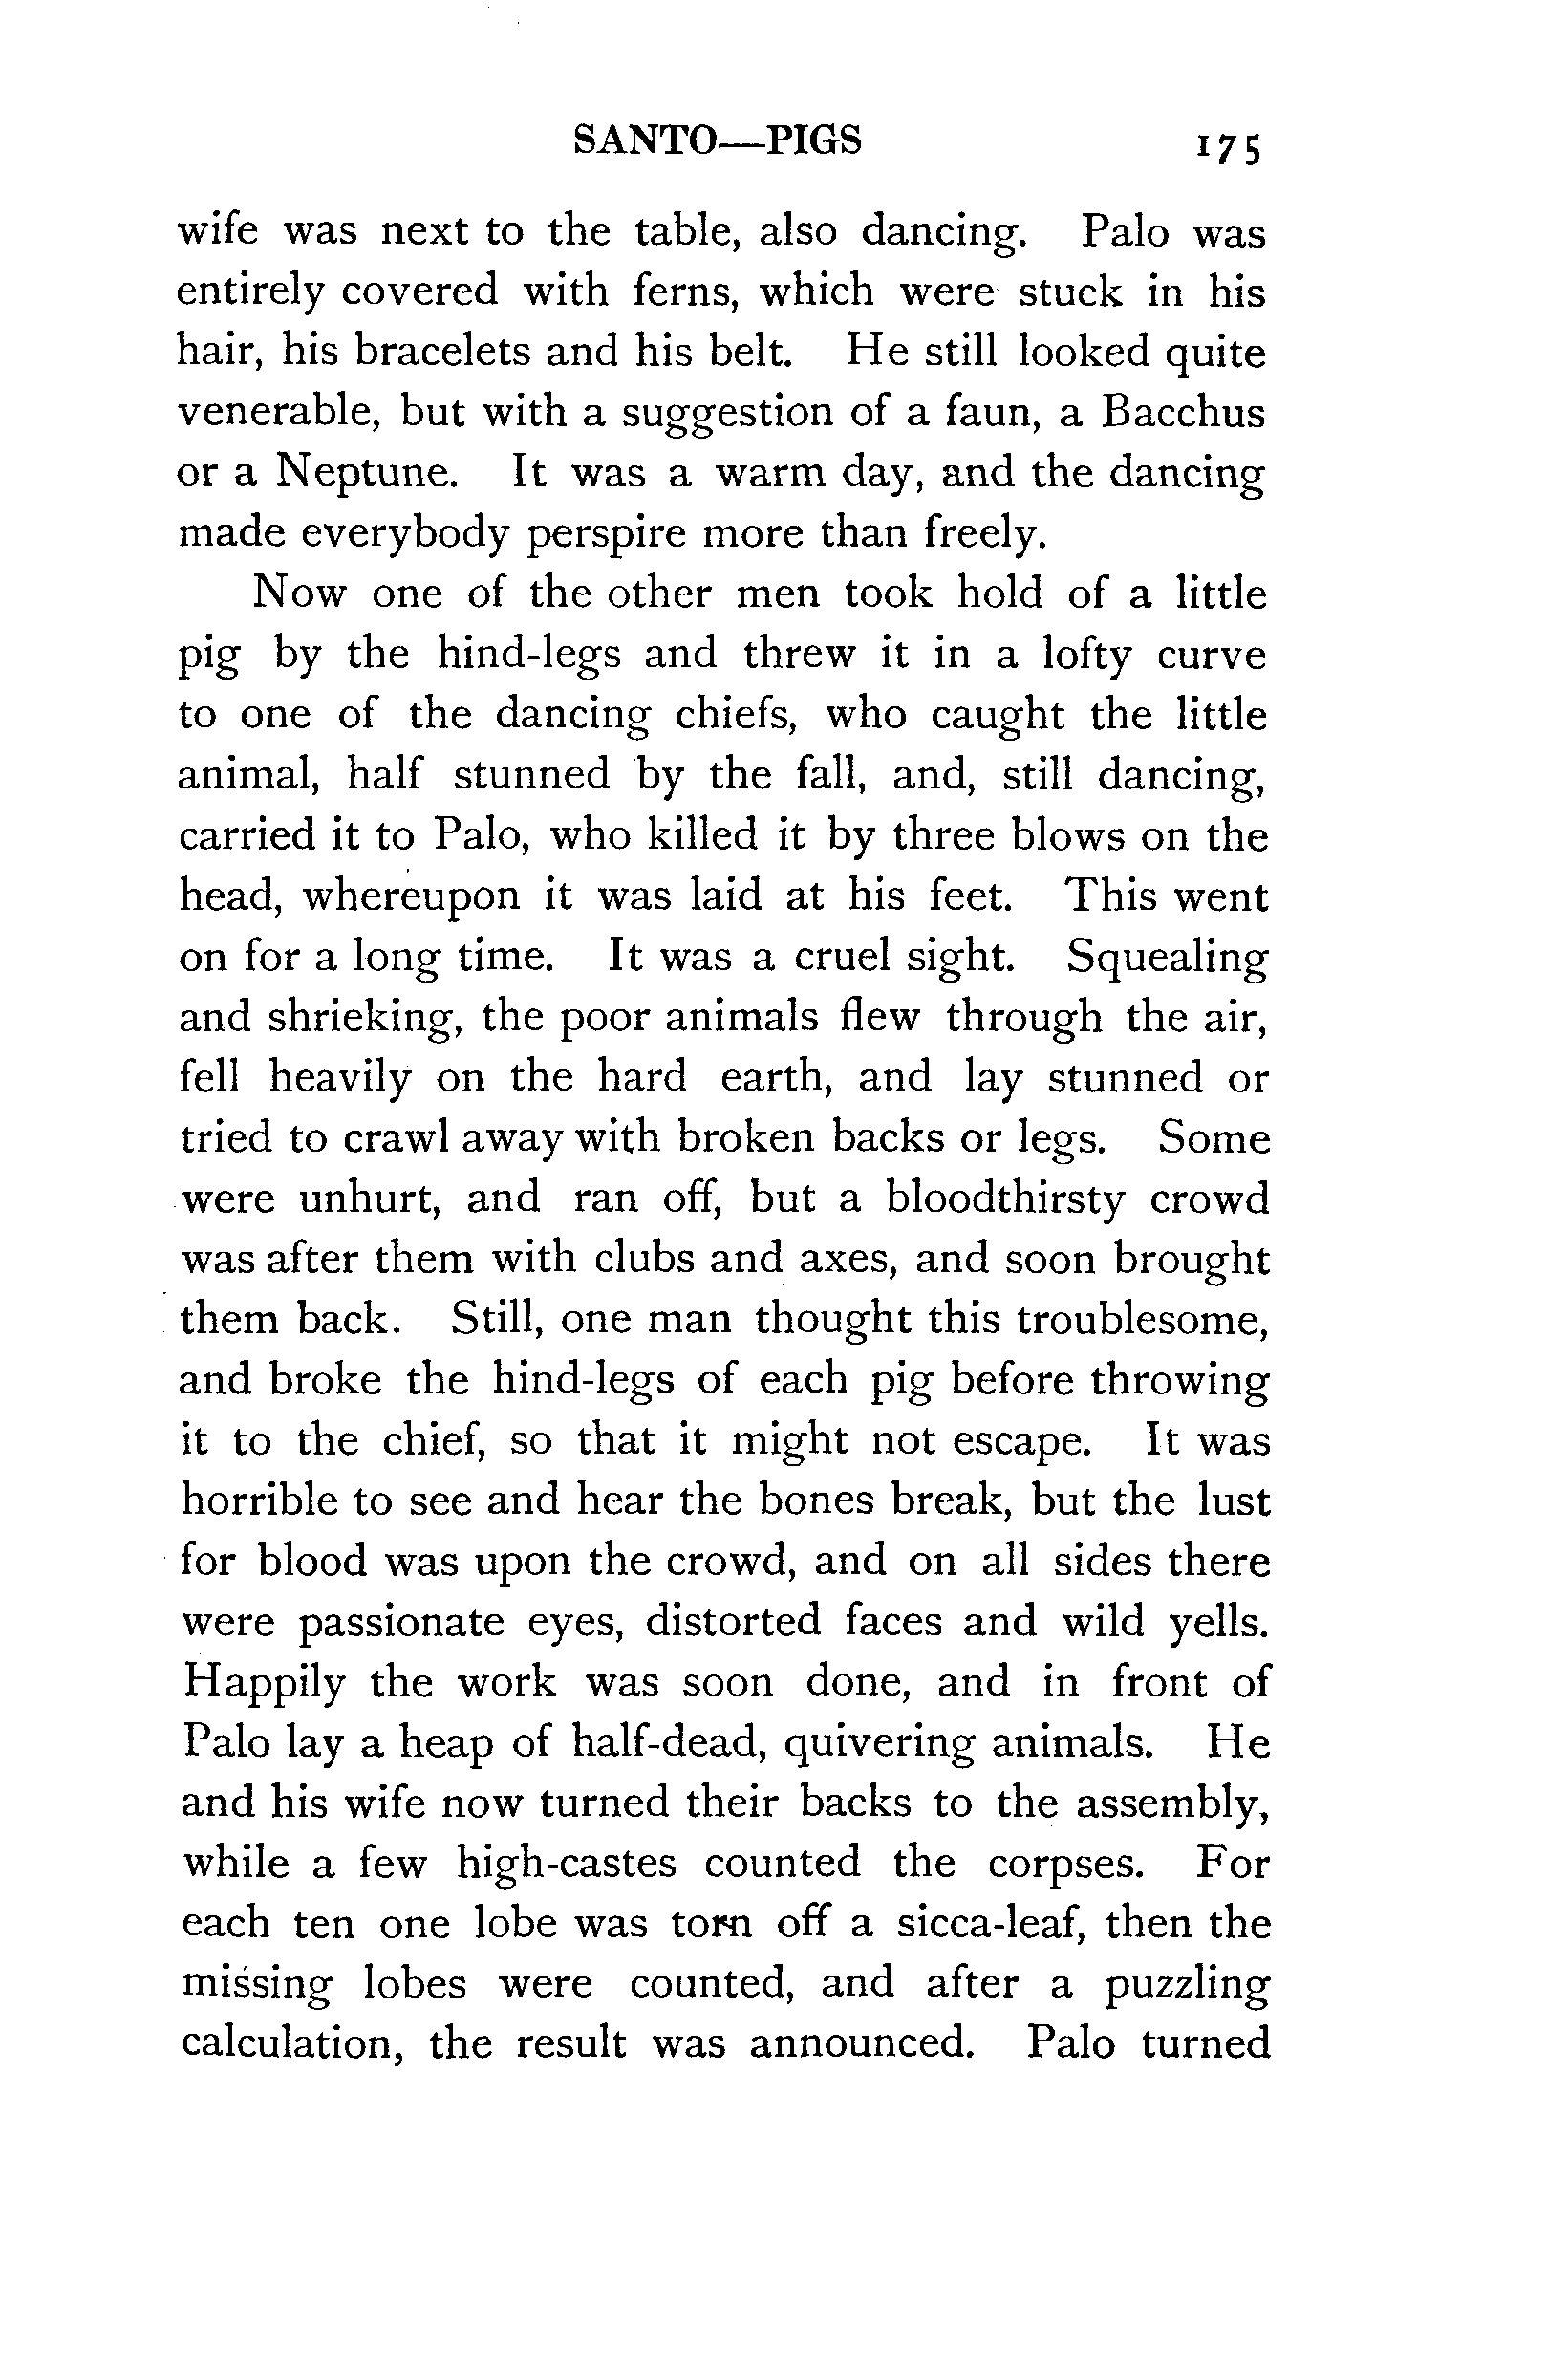 SANTO—PIGS 175
wife was next to the table, also dancing. Palo was
entirely covered with ferns, which were stuck in his
hair, his bracelets and his belt. He still looked quite
venerable, but with a suggestion of a faun, a Bacchus
or a Neptune. It was a warm day, and the dancing
made everybody perspire more than freely.
Now one of the other men took hold of a little
pig by the hind-legs and threw it in a lofty curve
to one of the dancing chiefs, who caught the little
animal, half stunned by the fall, and, still dancing,
carried it to Palo, who killed it by three blows on the
head, whereupon it was laid at his feet. This went
on for a long time. It was a cruel sight. Squealing
and shrieking, the poor animals flew through the air,
fell heavily on the hard earth, and lay stunned or
tried to crawl away with broken backs or legs. Some
were unhurt, and ran off, but a bloodthirsty crowd
was after them with clubs and axes, and soon brought
them back. Still, one man thought this troublesome,
and broke the hind-legs of each pig before throwing
it to the chief, so that it might not escape. It was
horrible to see and hear the bones break, but the lust
for blood was upon the crowd, and on all sides there
were passionate eyes, distorted faces and wild yells.
Happily the work was soon done, and in front of
Palo lay a heap of half-dead, quivering animals. He
and his wife now turned their backs to the assembly,
while a few high-castes counted the corpses. For
each ten one lobe was torn off a sicca-leaf, then the
missing lobes were counted, and after a puzzling
calculation, the result was announced. Palo turned